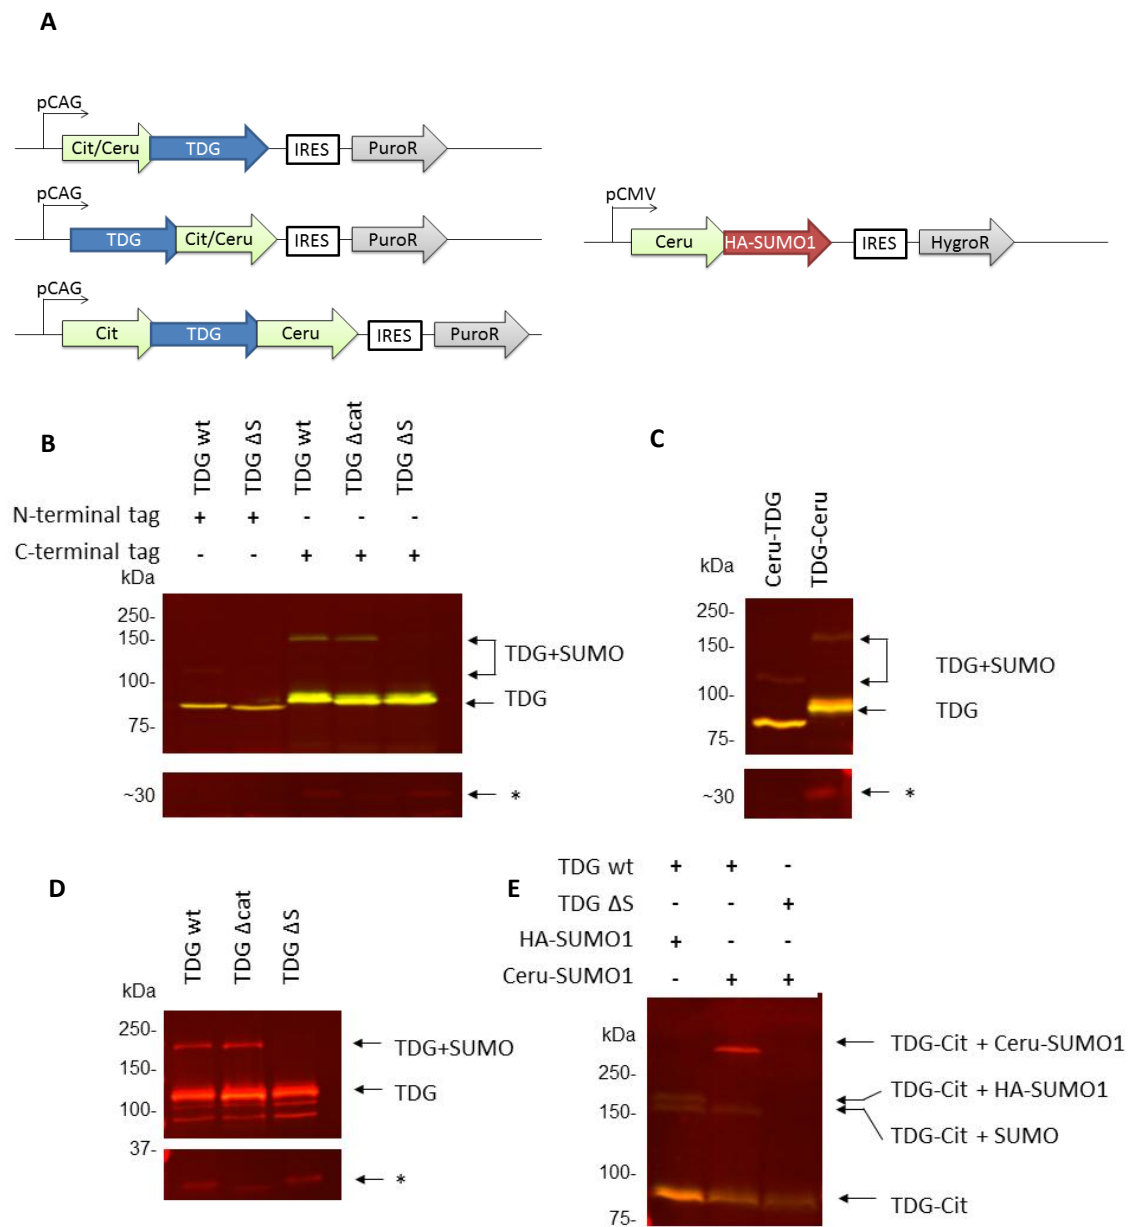 A
pCAG
Cit/Ceru TDG IRES PuroR
pCAG
TDG Cit/Ceru IRES PuroR
pCMV
Ceru HA-SUMO1 IRES HygroR
pCAG
Cit TDG Ceru IRES PuroR
B
TDG wt TDG ΔS TDG wt TDG Δcat TDG ΔS
N-terminal tag + + - - -
C-terminal tag - - + + +
kDa
250-
150-
TDG+SUMO
100-
TDG
75-
~30 *
C
Ceru-TDG TDG-Ceru
kDa
250-
150-
TDG+SUMO
100-
TDG
75-
~30 *
D
TDG wt TDG Δcat TDG ΔS
kDa
250-
TDG+SUMO
150-
TDG
100-
37-
*
E
TDG wt + + -
TDG ΔS - - +
HA-SUMO1 + - -
Ceru-SUMO1 - + +
kDa
TDG-Cit + Ceru-SUMO1
250-
TDG-Cit + HA-SUMO1
150-
TDG-Cit + SUMO
100-
TDG-Cit
75-